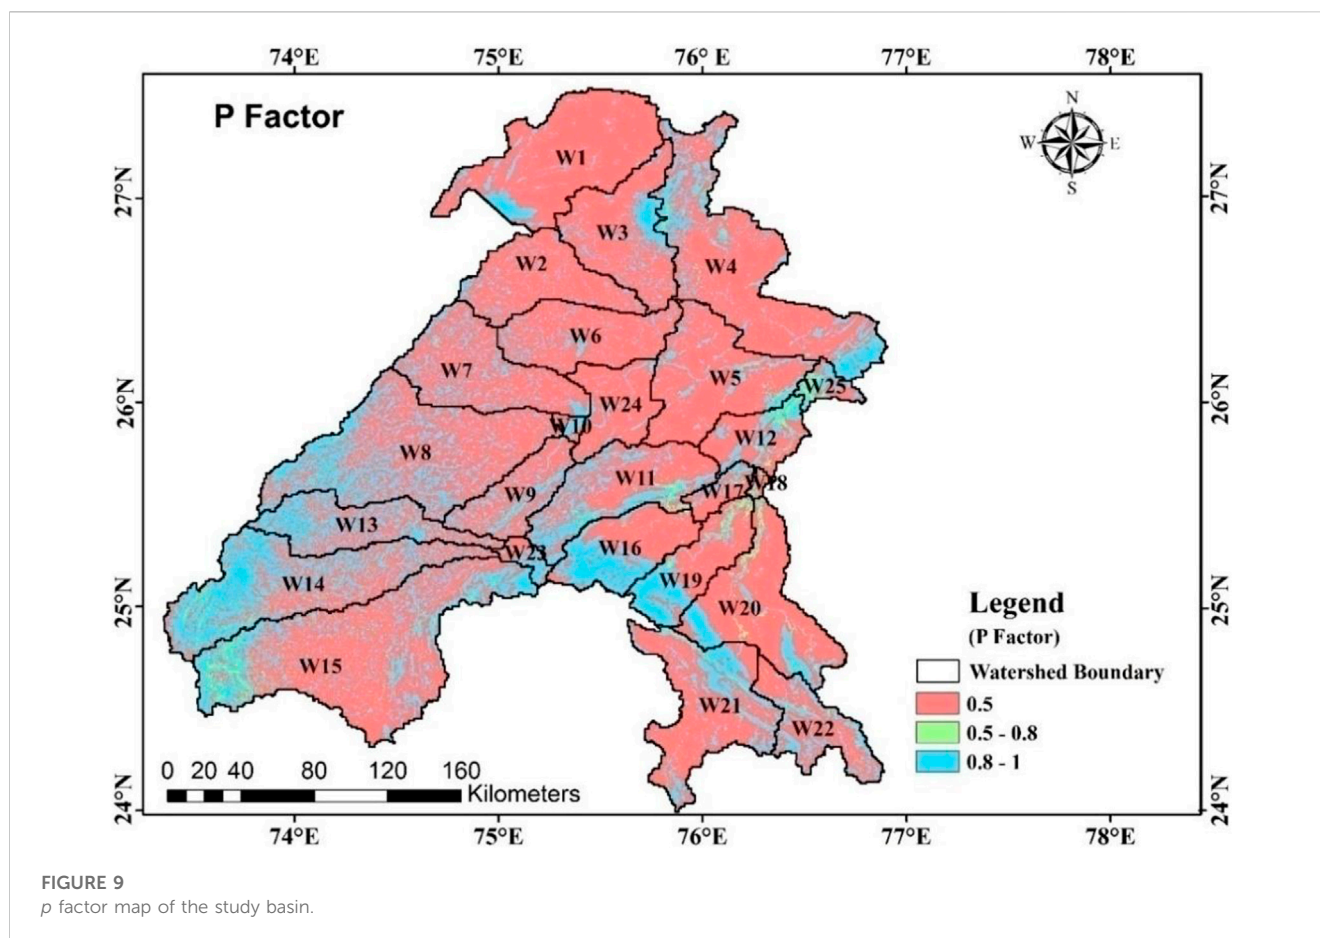 74°E 75°E 76° E 77°E 78°E
P Factor
N
W E
S
27°N 27°N
26°N 26°N
25°N 25°N
24°N 24°N
W1
W3
W2
W4
W6
W7
W5
W25
W24
W10
W12
W8
W11
W18
W17
W9
W13
W23
W16
W14
W19
W20
W15
W21
W22
Legend
(P Factor)
Watershed Boundary
0.5
0.5 - 0.8
0.8 - 1
0 20 40 80 120 160
Kilometers
74°E 75°E 76°E 77°E 78°E
FIGURE 9
p factor map of the study basin.